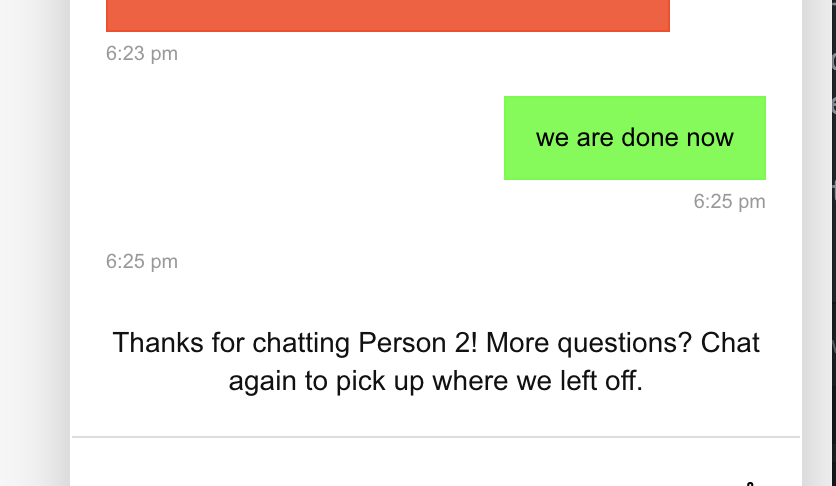 6:23 pm
we are done now
6:25 pm
6:25 pm
Thanks for chatting Person 2! More questions? Chat
again to pick up where we left off.